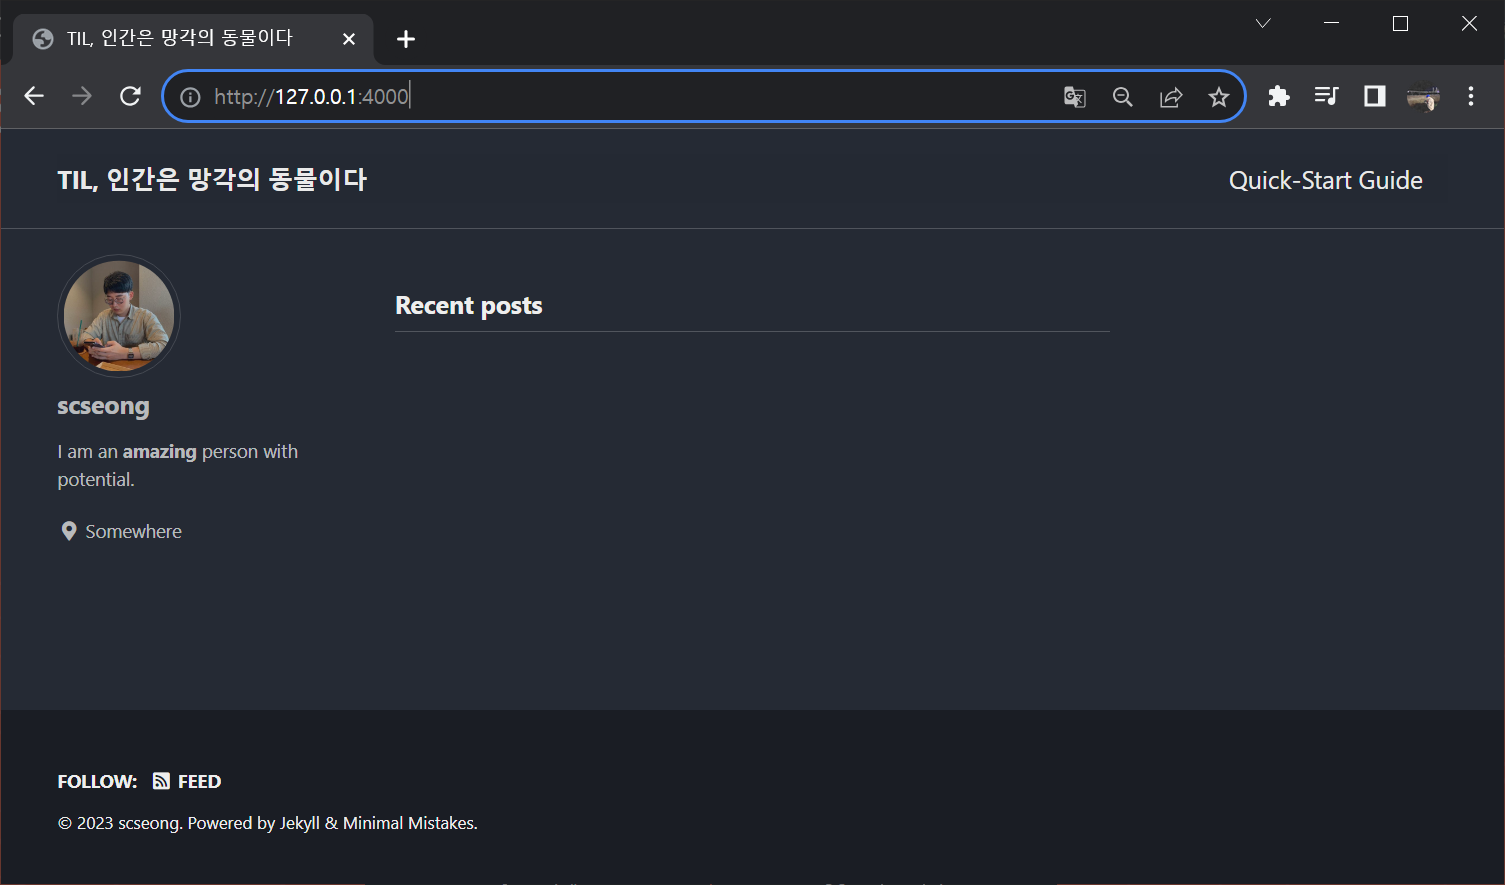 TIL, 인간은 망각의 동물이다
http://127.0.0.1:4000
TIL, 인간은 망각의 동물이다
Quick-Start Guide
Recent posts
scseong
I am an amazing person with
potential.
Somewhere
FOLLOW: FEED
© 2023 scseong. Powered by Jekyll & Minimal Mistakes.